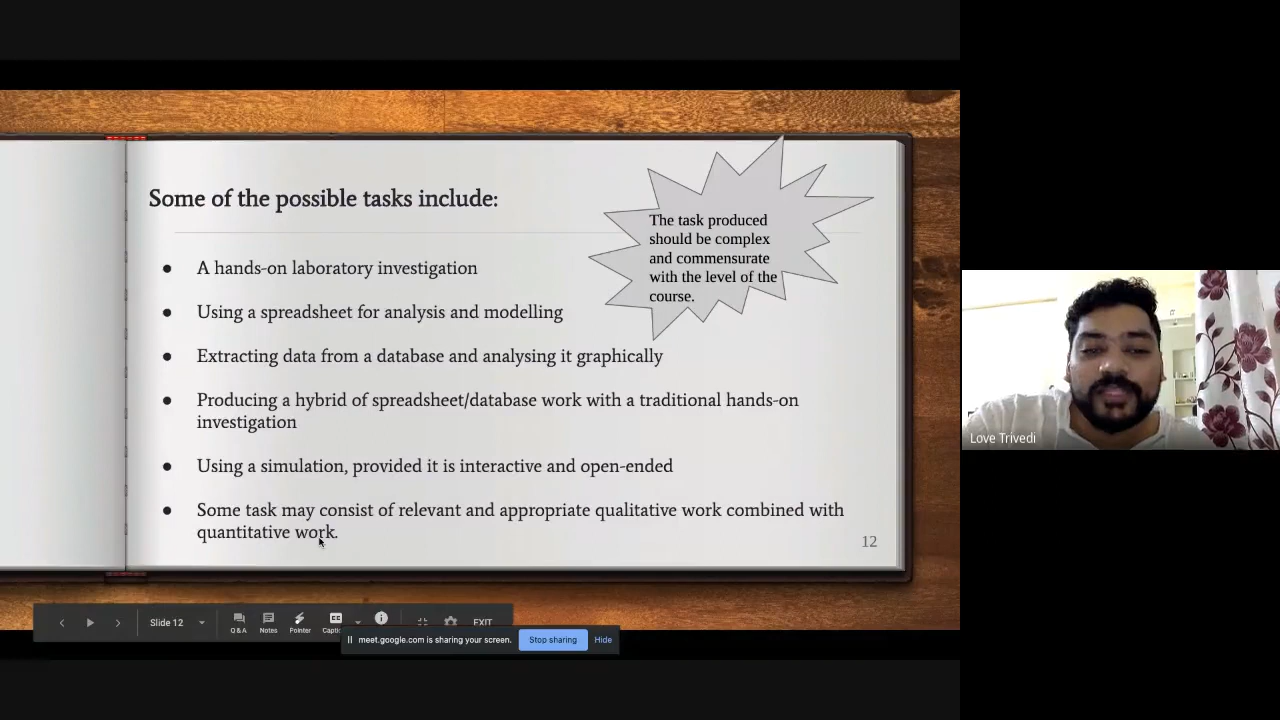 Some of the possible tasks include:
The task produced
should be complex
and commensurate
with the level of the
course.
● A hands-on laboratory investigation
● Using a spreadsheet for analysis and modelling
● Extracting data from a database and analysing it graphically
● Producing a hybrid of spreadsheet/database work with a traditional hands-on
investigation
● Using a simulation, provided it is interactive and open-ended
● Some task may consist of relevant and appropriate qualitative work combined with
quantitative work.
12
Love Trivedi
Slide 12
Q & A Notes Pointer EXIT
meet.google.com is sharing your screen. Stop sharing Hide